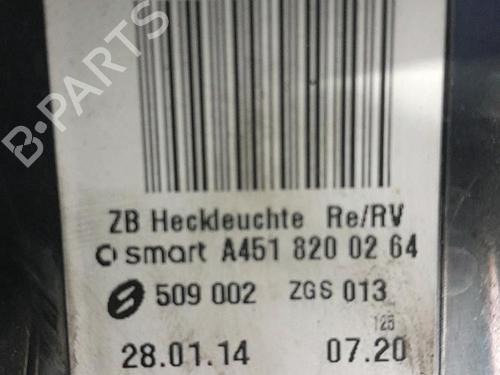 B-PARTS
ZB Heckleuchte Re/RV
smart A451 820 02 64
509 002 ZGS 013
128
28.01.14 07.20